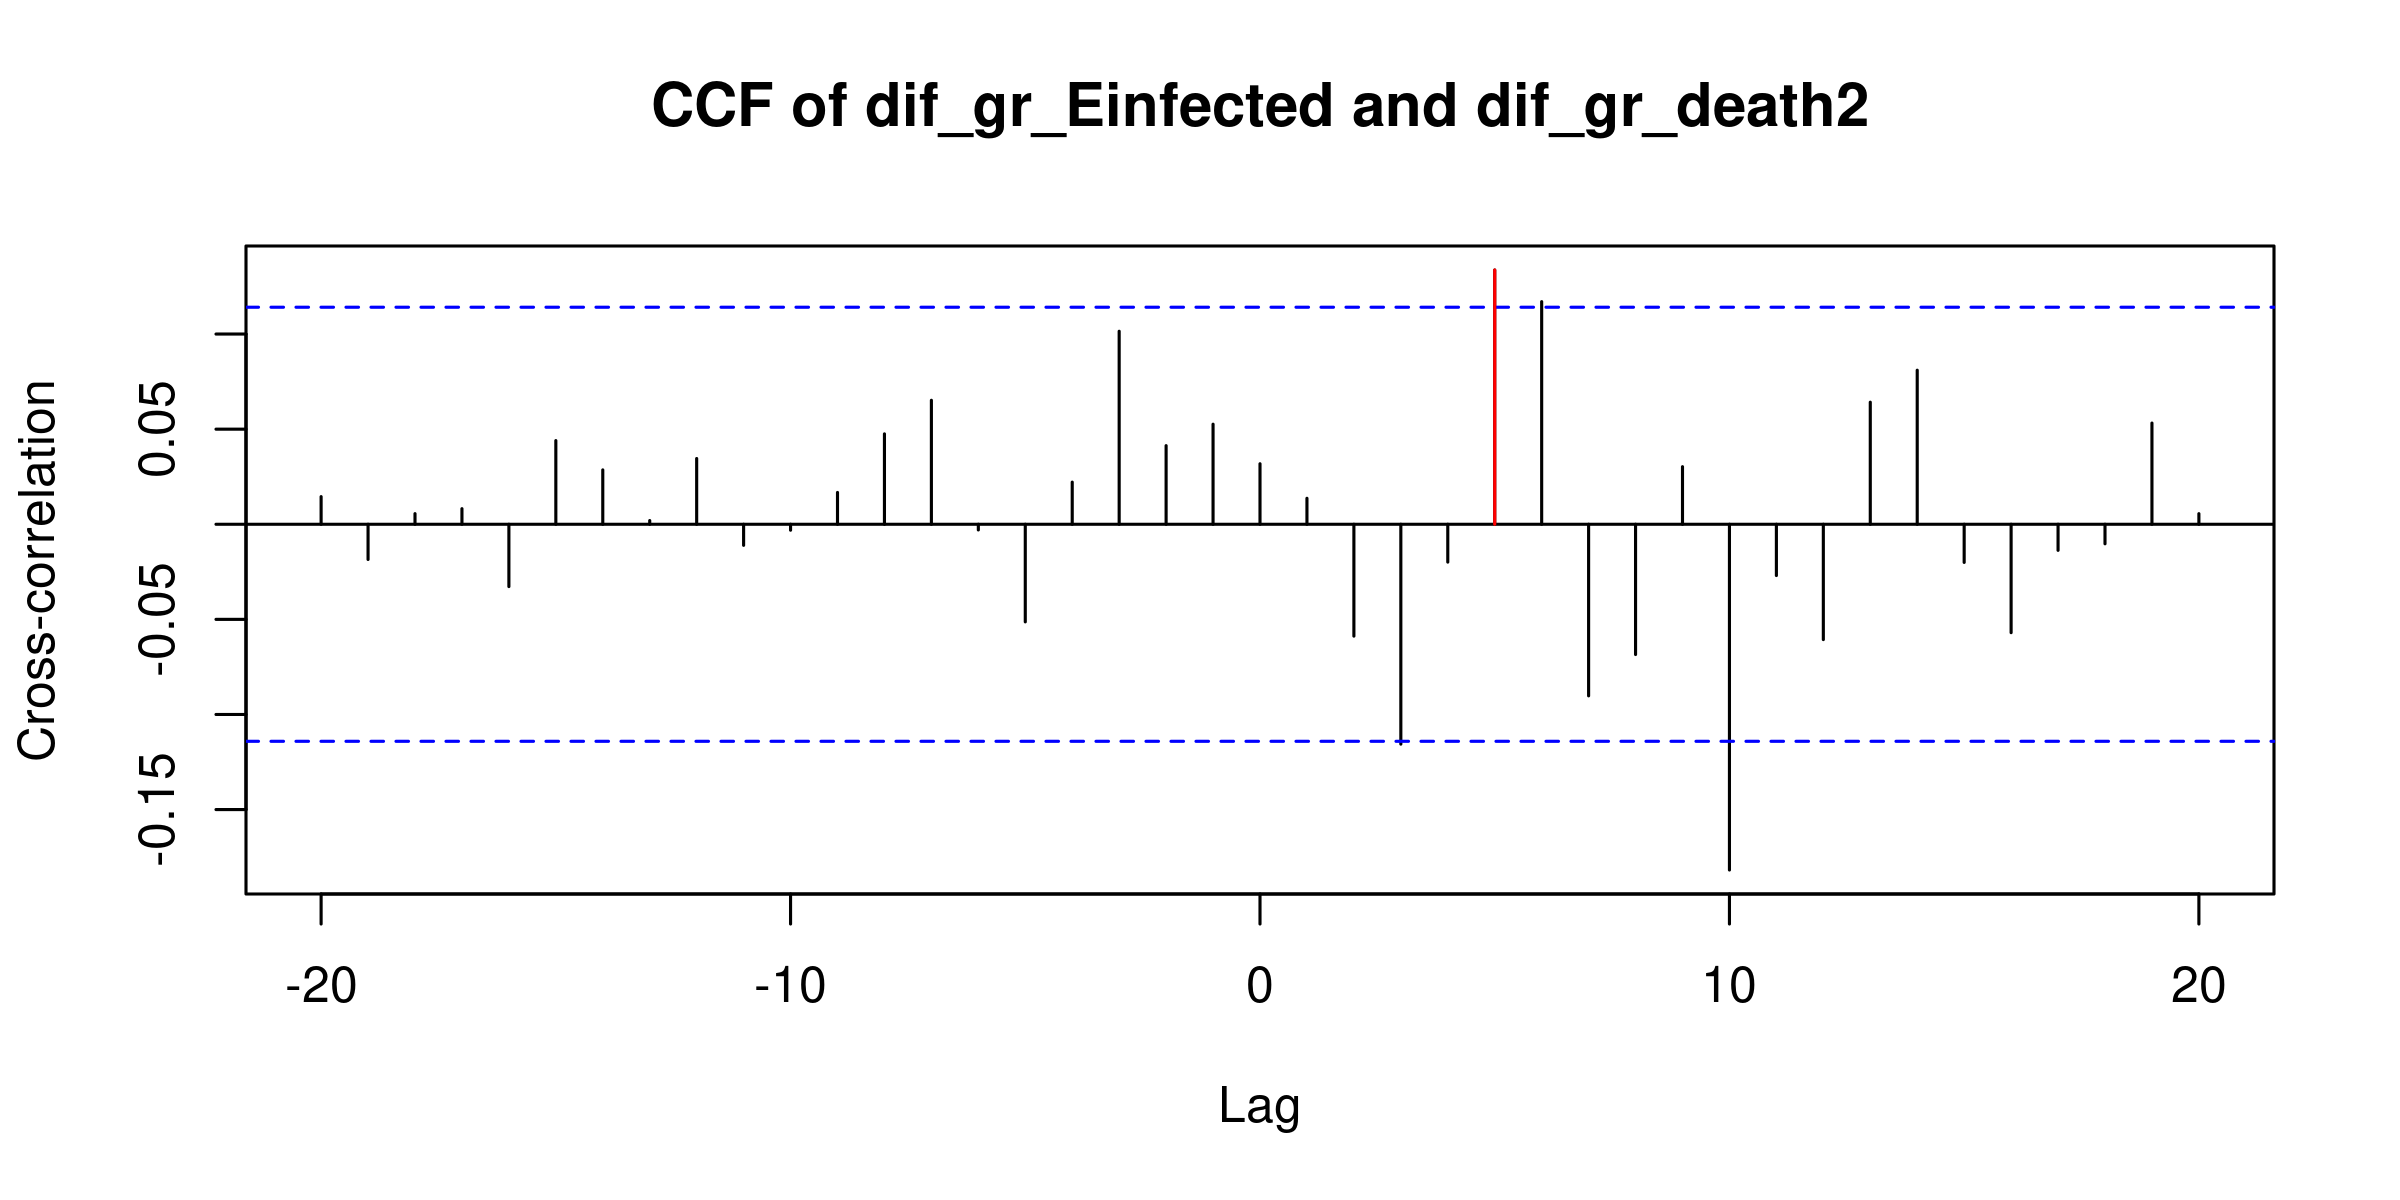 CCF of dif_gr_Einfected and dif_gr_death2
Cross-correlation
0.05
-0.05
-0.15
-20
-10
0
10
20
Lag